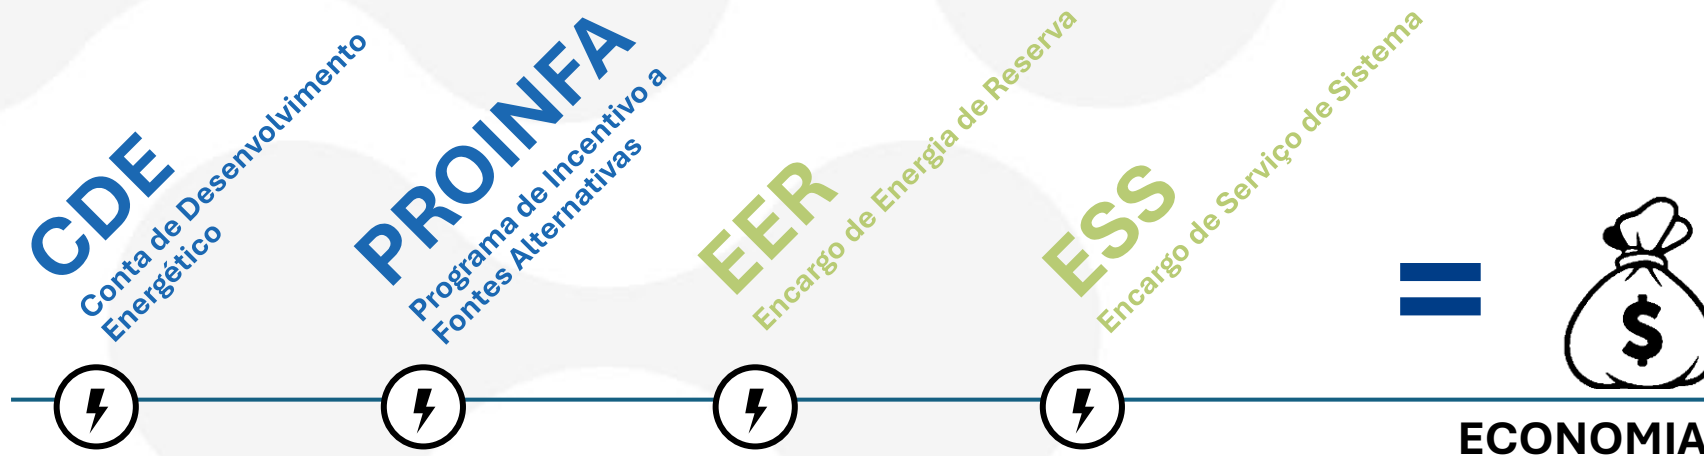 CDE
Conta de Desenvolvimento
Energético
PROINFA
Programa de Incentivo a
Fontes Alternativas
EER
Encargo de Energia de Reserva
ESS
Encargo de Serviço de Sistema
=
$
ECONOMIA